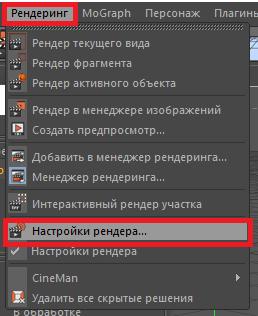 Рендеринг MoGraph Персонаж Плагины
Рендер текущего вида
Рендер фрагмента
Рендер активного объекта
Рендер в менеджере изображений
Создать предпросмотр...
Добавить в менеджер рендеринга...
Менеджер рендеринга...
Интерактивный рендер участка
Настройки рендера...
Настройки рендера
CineMan
Удалить все скрытые решения
В обработке